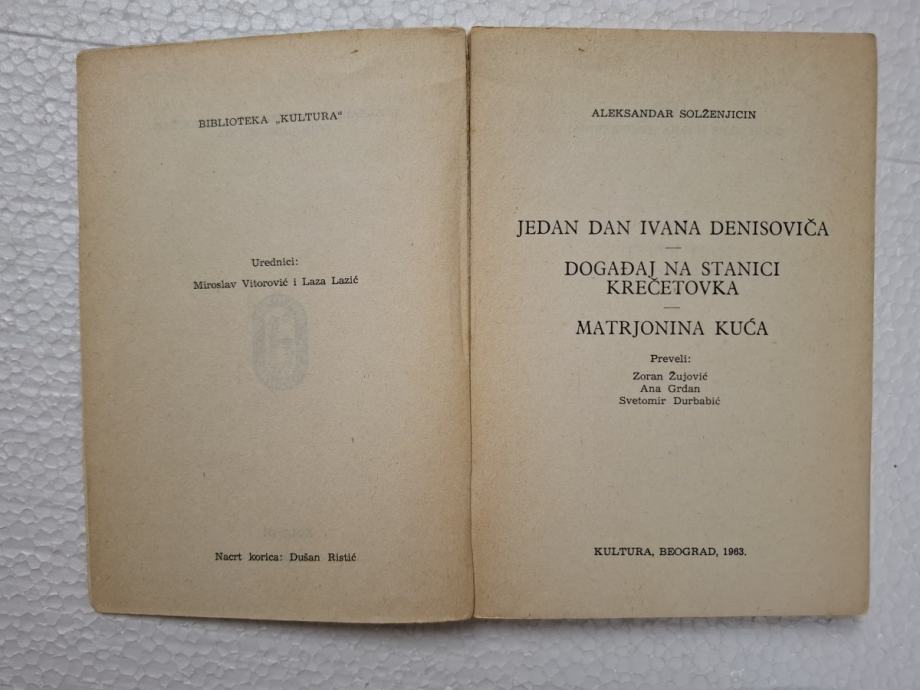 BIBLIOTEKA „KULTURA“
Urednici:
Miroslav Vitorović i Laza Lazić
Nacrt korica: Dušan Ristić
ALEKSANDAR SOLŽENJICIN
JEDAN DAN IVANA DENISOVIČA
DOGAĐAJ NA STANICI
KREČETOVKA
MATRJONINA KUĆA
Preveli:
Zoran Žujović
Ana Grdan
Svetomir Durbabić
KULTURA, BEOGRAD, 1963.